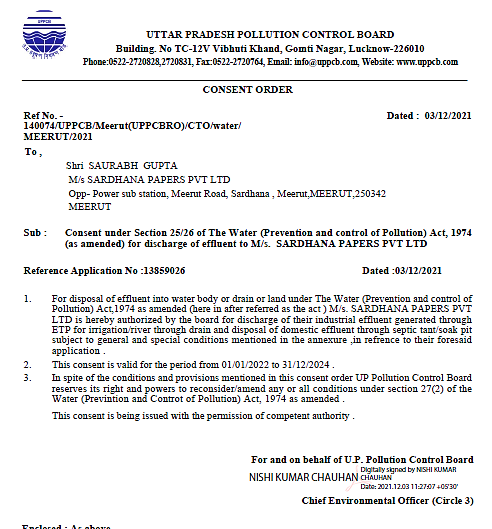 UPPCB
UTTAR PRADESH POLLUTION CONTROL BOARD
Building. No TC-12V Vibhuti Khand, Gomti Nagar, Lucknow-226010
Phone:0522-2720828,2720831, Fax:0522-2720764, Email: info@uppcb.com, Website: www.uppcb.com
CONSENT ORDER
Ref No. - Dated : 03/12/2021
140074/UPPCB/Meerut(UPPCBRO)/CTO/water/
MEERUT/2021
To ,
Shri SAURABH GUPTA
M/s SARDHANA PAPERS PVT LTD
Opp- Power sub station, Meerut Road, Sardhana , Meerut,MEERUT,250342
MEERUT
Sub : Consent under Section 25/26 of The Water (Prevention and control of Pollution) Act, 1974
(as amended) for discharge of effluent to M/s. SARDHANA PAPERS PVT LTD
Reference Application No :13859026 Dated :03/12/2021
1. For disposal of effluent into water body or drain or land under The Water (Prevention and control of
Pollution) Act,1974 as amended (here in after referred as the act ) M/s. SARDHANA PAPERS PVT
LTD is hereby authorized by the board for discharge of their industrial effluent generated through
ETP for irrigation/river through drain and disposal of domestic effluent through septic tant/soak pit
subject to general and special conditions mentioned in the annexure ,in refrence to their foresaid
application .
2. This consent is valid for the period from 01/01/2022 to 31/12/2024 .
3. In spite of the conditions and provisions mentioned in this consent order UP Pollution Control Board
reserves its right and powers to reconsider/amend any or all conditions under section 27(2) of the
Water (Previntion and Control of Pollution) Act, 1974 as amended .
This consent is being issued with the permission of competent authority .
For and on behalf of U.P. Pollution Control Board
NISHI KUMAR CHAUHAN
Digitally signed by NISHI KUMAR
CHAUHAN
Date: 2021.12.03 11:27:07 +05'30'
Chief Environmental Officer (Circle 3)
Enclosed : As above